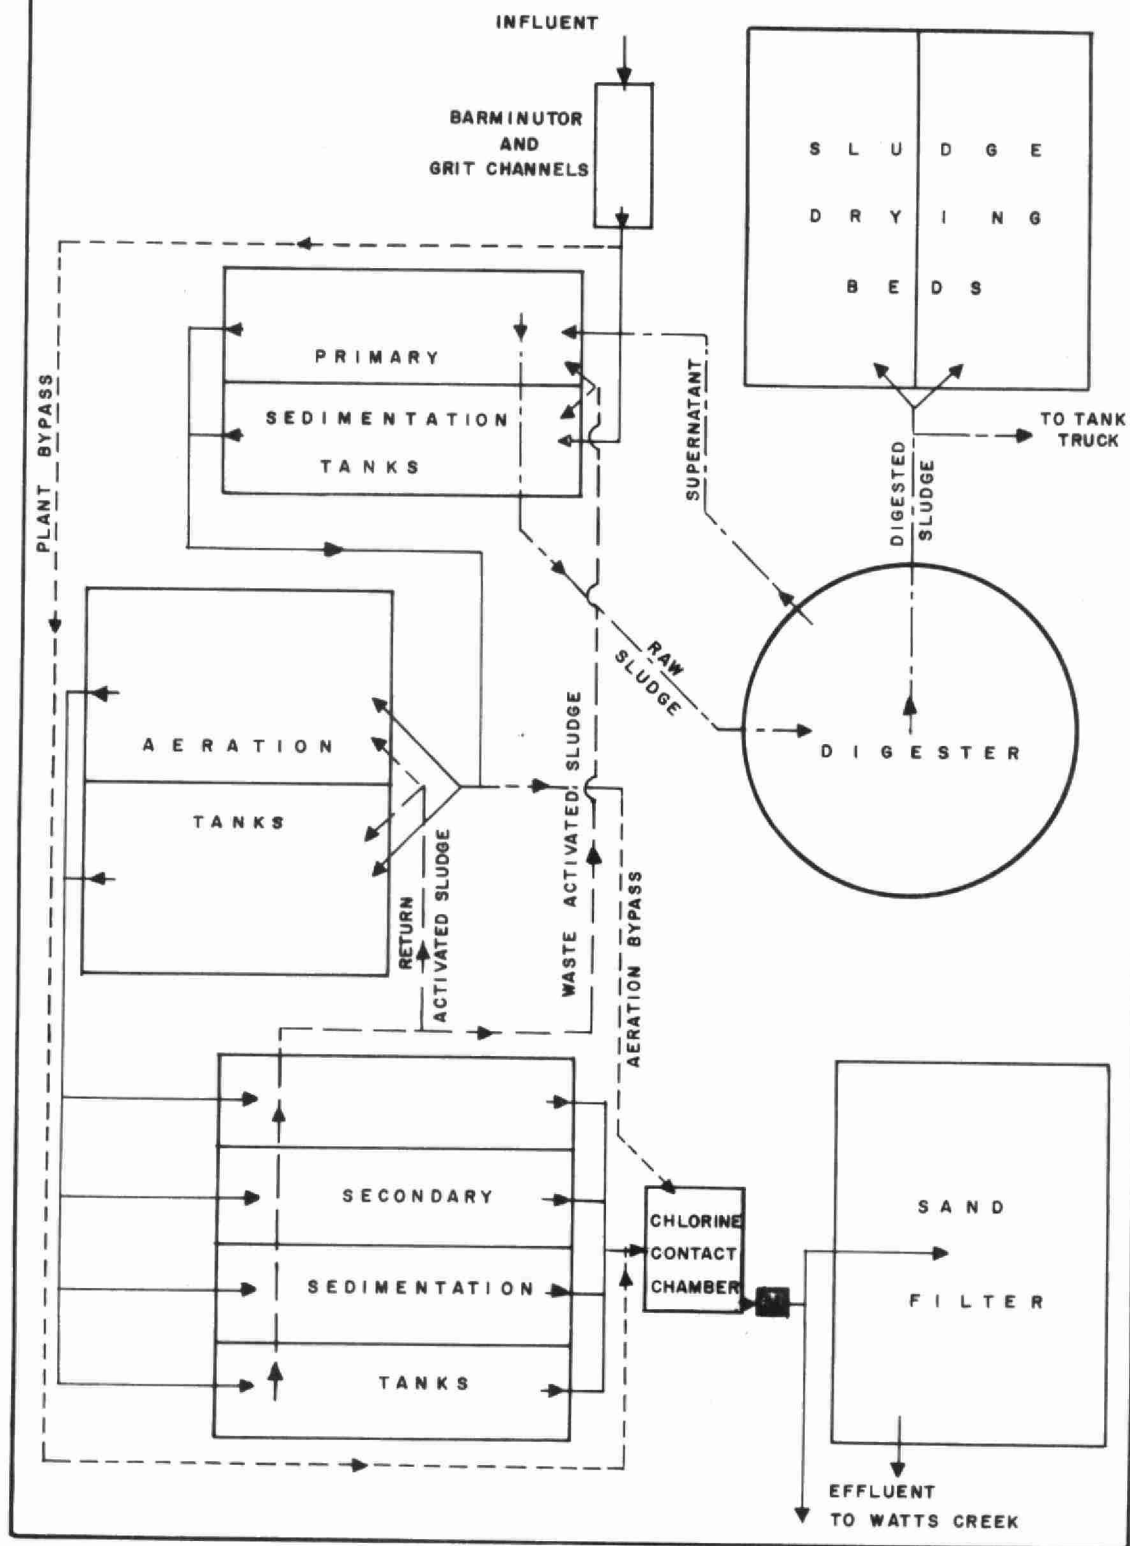 INFLUENT
BARMINUTOR
AND
GRIT CHANNELS
SLUDGE
DRYING
BEDS
PLANT BYPASS
PRIMARY
SEDIMENTATION
TANKS
SUPERNATANT
DIGESTED
SLUDGE
TO TANK
TRUCK
RAW
SLUDGE
AERATION
TANKS
DIGESTER
RETURN
ACTIVATED SLUDGE
WASTE ACTIVATED SLUDGE
AERATION BYPASS
SECONDARY
SEDIMENTATION
TANKS
CHLORINE
CONTACT
CHAMBER
SAND
FILTER
EFFLUENT
TO WATTS CREEK